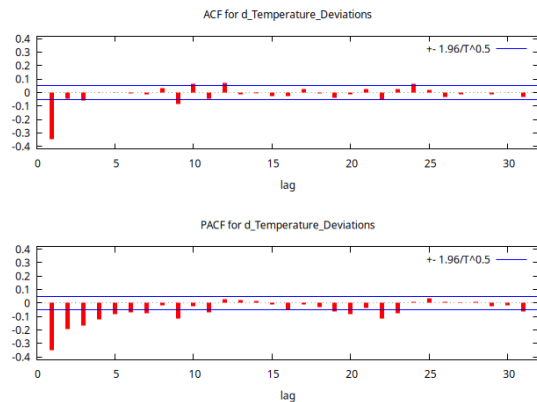 ACF for d_Temperature_Deviations
0.4
0.3
0.2
0.1
0
-0.1
-0.2
-0.3
-0.4
+- 1.96/T^0.5
0 5 10 15 20 25 30
lag
PACF for d_Temperature_Deviations
0.4
0.3
0.2
0.1
0
-0.1
-0.2
-0.3
-0.4
+- 1.96/T^0.5
0 5 10 15 20 25 30
lag